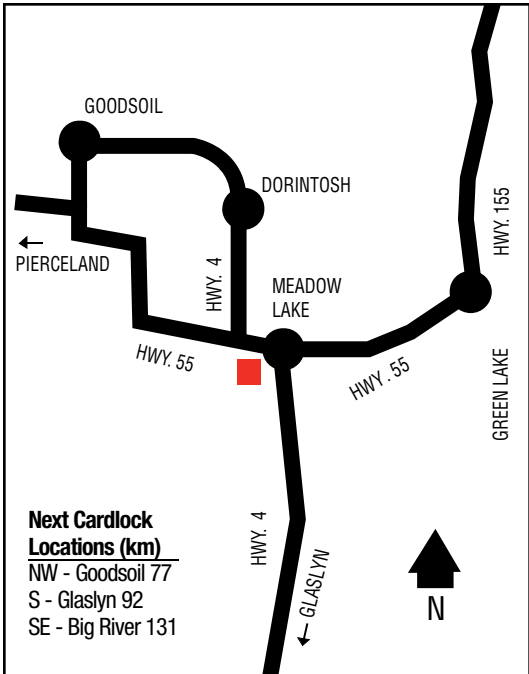 GOODSOIL
DORINTOSH
HWY. 155
PIERCELAND
HWY. 4
MEADOW
LAKE
HWY. 55
HWY. 55
GREEN LAKE
HWY. 4
GLASLYN
Next Cardlock
Locations (km)
NW - Goodsoil 77
S - Glaslyn 92
SE - Big River 131
N